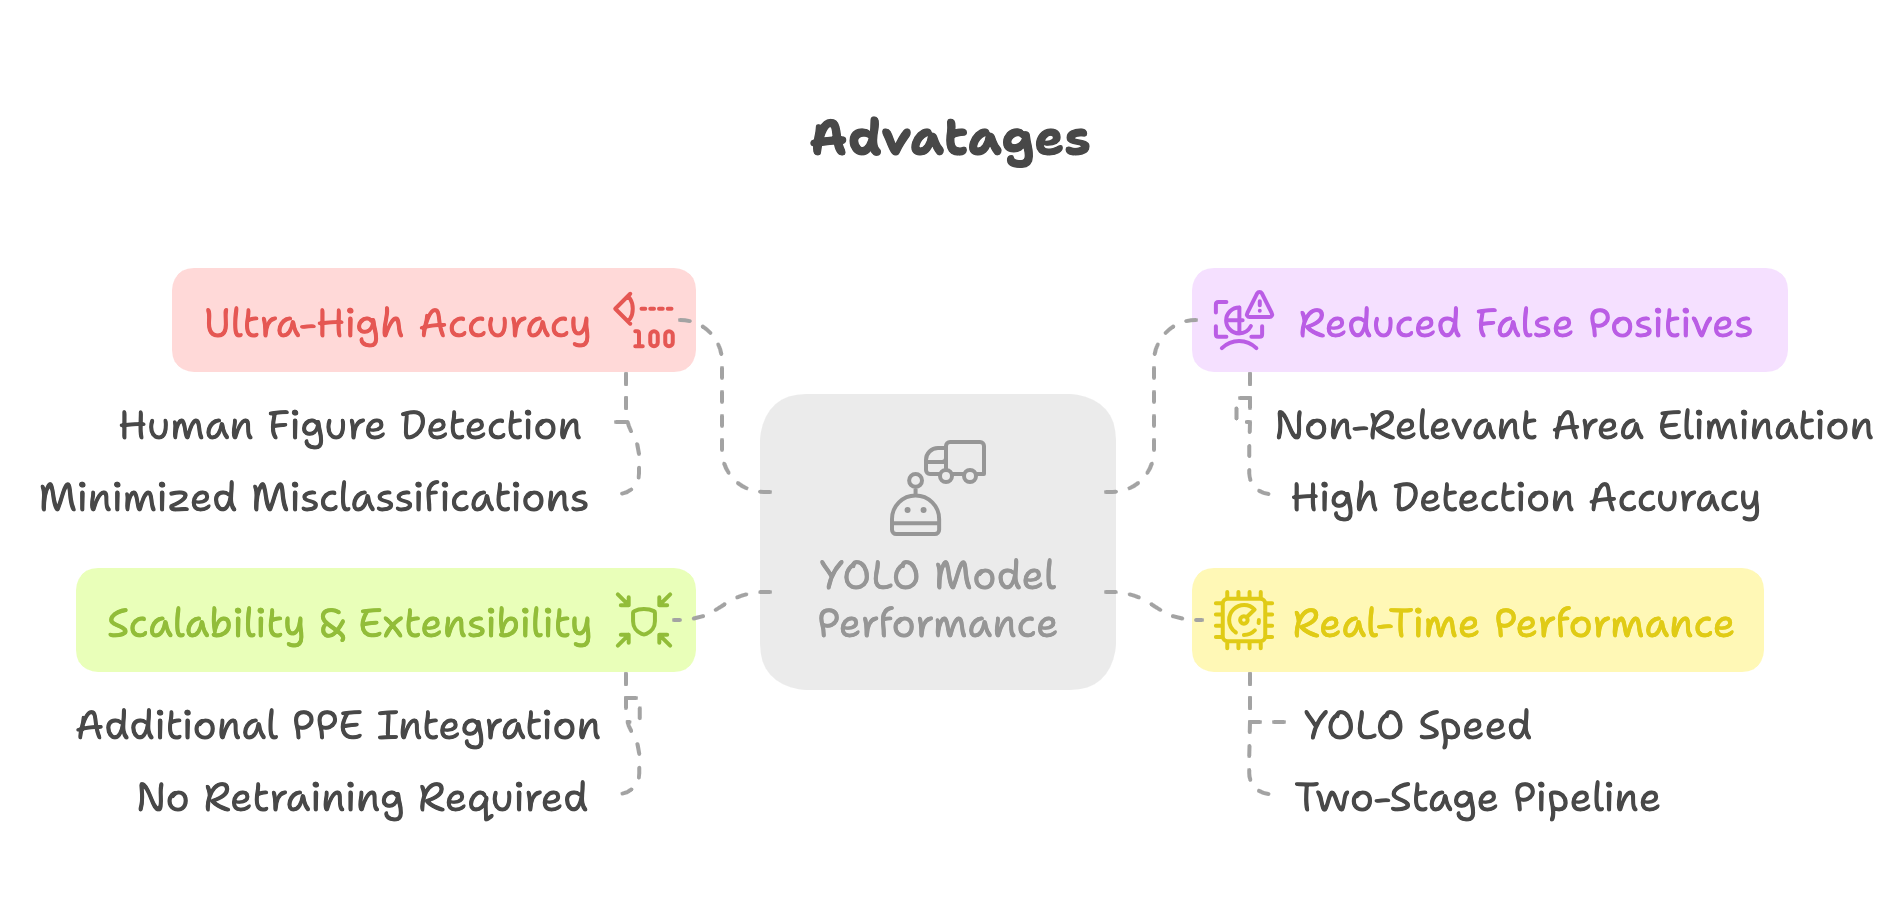 Advatages
Ultra-High Accuracy
100
Human Figure Detection
Minimized Misclassifications
Scalability & Extensibility
Additional PPE Integration
No Retraining Required
YOLO Model
Performance
Reduced False Positives
Non-Relevant Area Elimination
High Detection Accuracy
Real-Time Performance
YOLO Speed
Two-Stage Pipeline